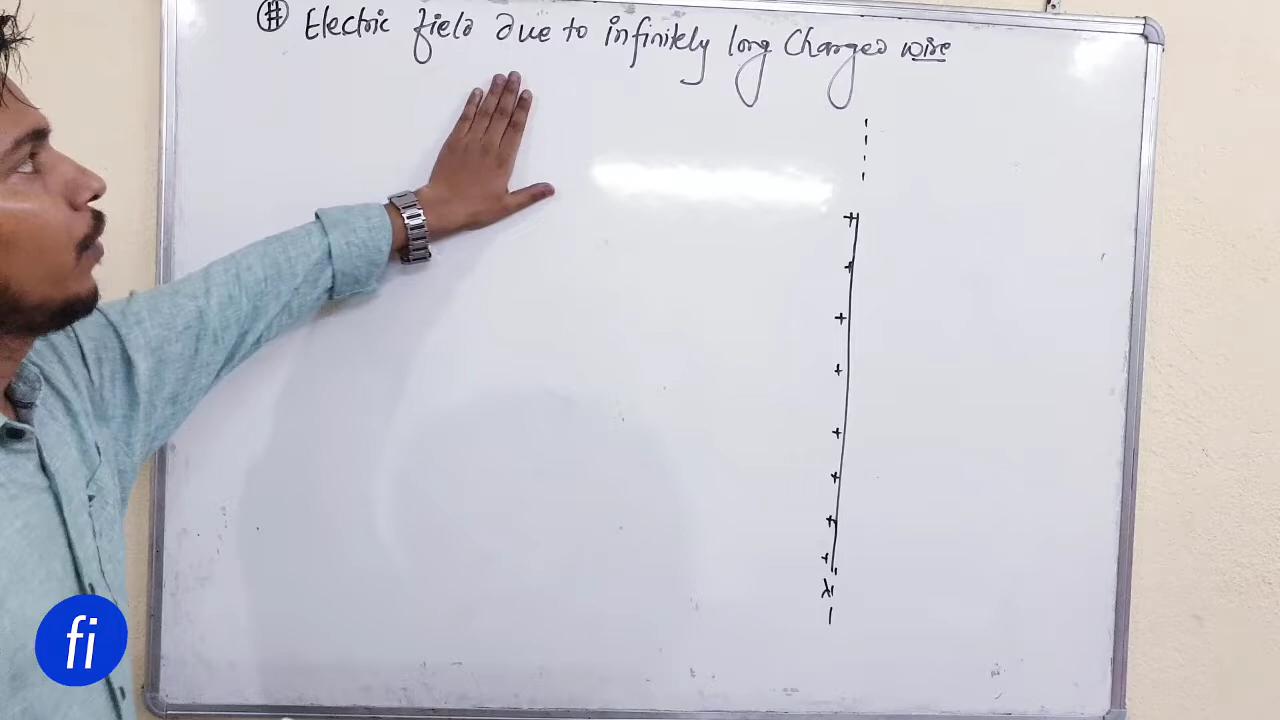 # Electric field due to infinitely long Charged wire
+
+
+
+
+
+
+
+
λ
fi